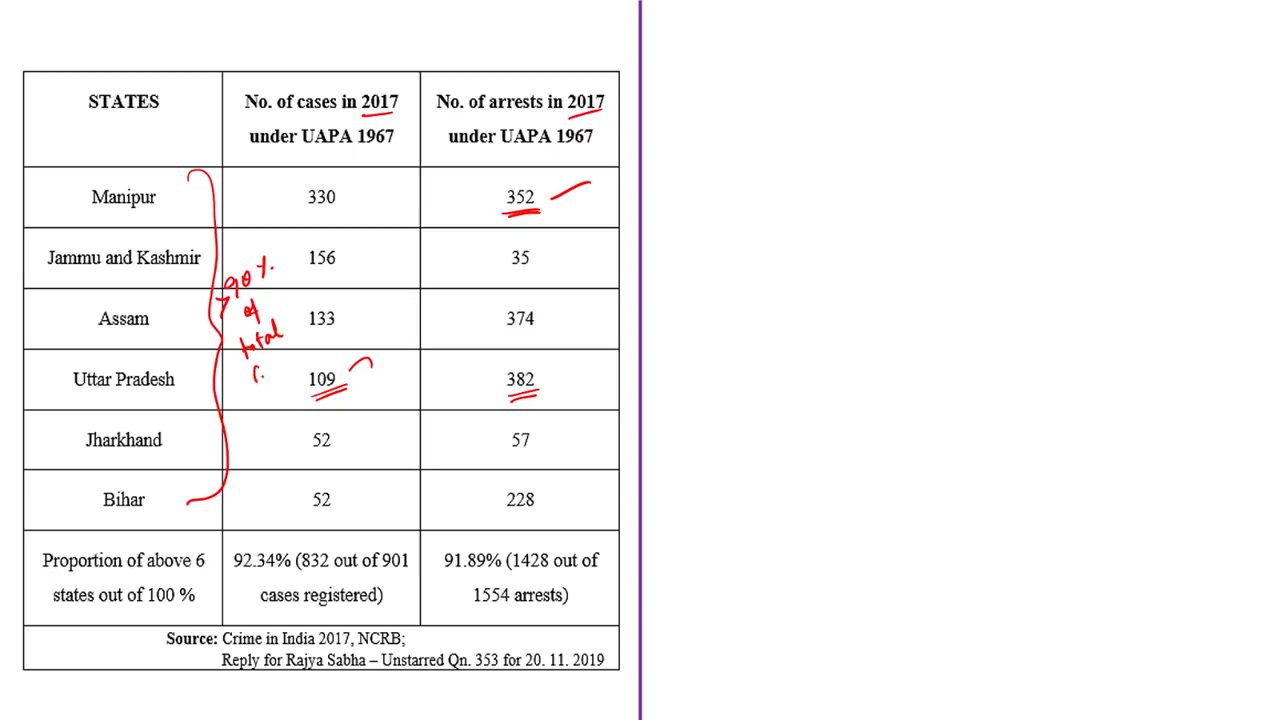 STATES
No. of cases in 2017
under UAPA 1967
No. of arrests in 2017
under UAPA 1967
Manipur
330
352
Jammu and Kashmir
156
35
Assam
133
374
Uttar Pradesh
109
382
Jharkhand
52
57
Bihar
52
228
>90%
of
total
Proportion of above 6
states out of 100 %
92.34% (832 out of 901
cases registered)
91.89% (1428 out of
1554 arrests)
Source: Crime in India 2017, NCRB;
Reply for Rajya Sabha – Unstarred Qn. 353 for 20. 11. 2019